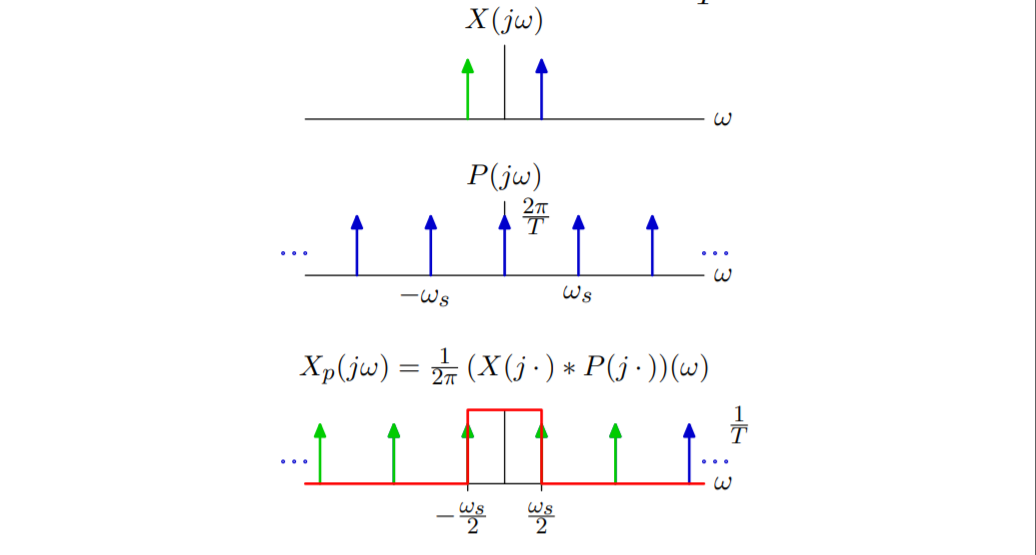 X(jω)
ω
P(jω)
2π/T
... ...
ω
−ω_s ω_s
X_p(jω) = 1/2π (X(j ·) ∗ P(j ·))(ω)
1/T
... ...
ω
−ω_s/2 ω_s/2